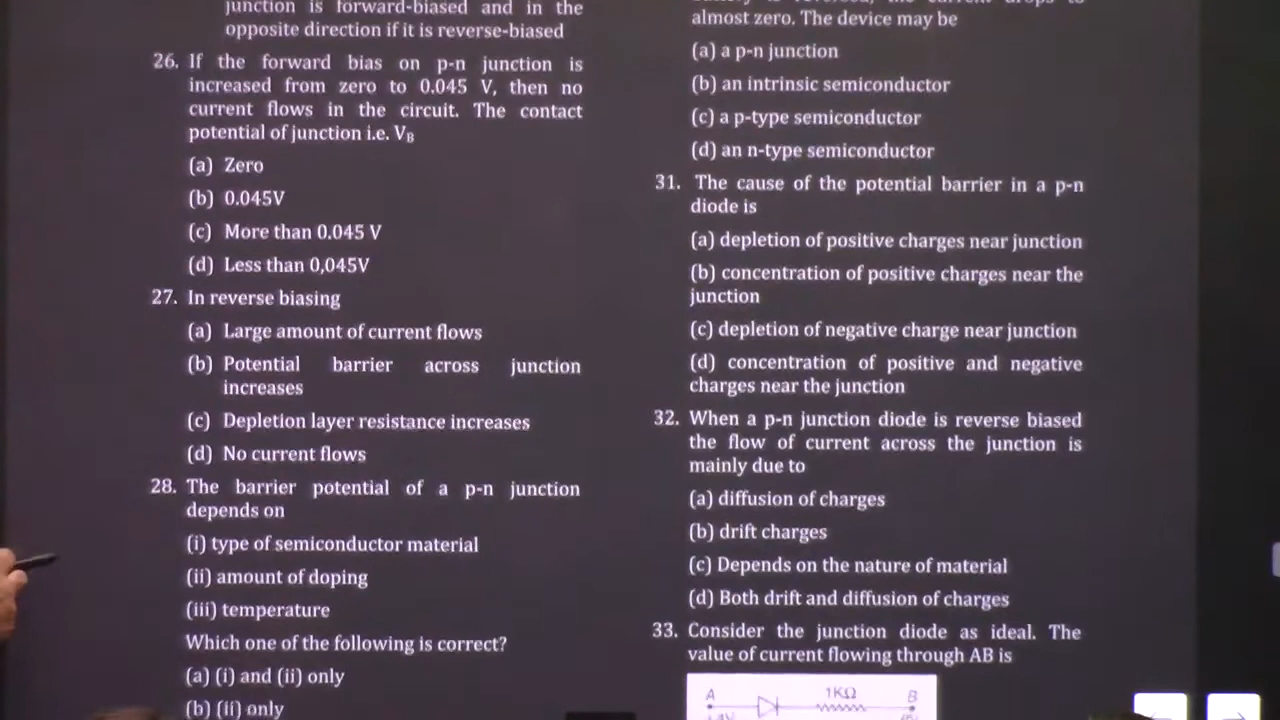 junction is forward-biased and in the
opposite direction if it is reverse-biased
26. If the forward bias on p-n junction is
increased from zero to 0.045 V, then no
current flows in the circuit. The contact
potential of junction i.e. VB
(a) Zero
(b) 0.045V
(c) More than 0.045 V
(d) Less than 0,045V
27. In reverse biasing
(a) Large amount of current flows
(b) Potential barrier across junction
increases
(c) Depletion layer resistance increases
(d) No current flows
28. The barrier potential of a p-n junction
depends on
(i) type of semiconductor material
(ii) amount of doping
(iii) temperature
Which one of the following is correct?
(a) (i) and (ii) only
(b) (ii) only
almost zero. The device may be
(a) a p-n junction
(b) an intrinsic semiconductor
(c) a p-type semiconductor
(d) an n-type semiconductor
31. The cause of the potential barrier in a p-n
diode is
(a) depletion of positive charges near junction
(b) concentration of positive charges near the
junction
(c) depletion of negative charge near junction
(d) concentration of positive and negative
charges near the junction
32. When a p-n junction diode is reverse biased
the flow of current across the junction is
mainly due to
(a) diffusion of charges
(b) drift charges
(c) Depends on the nature of material
(d) Both drift and diffusion of charges
33. Consider the junction diode as ideal. The
value of current flowing through AB is
A 1KΩ B